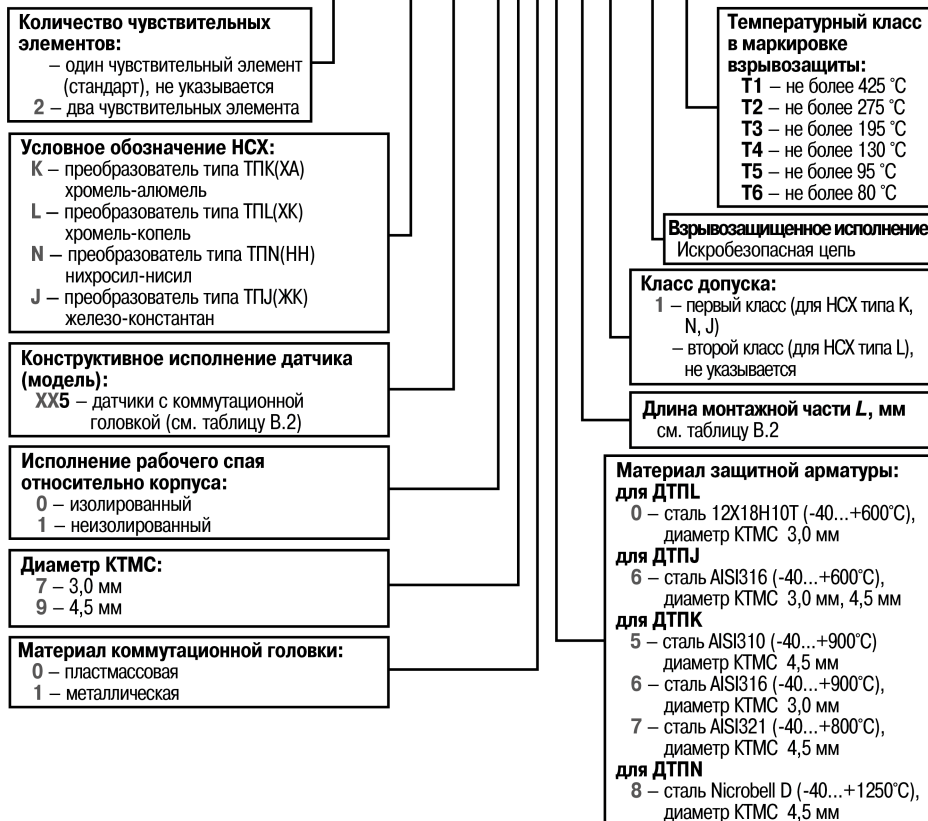 Количество чувствительных
элементов:
– один чувствительный элемент
(стандарт), не указывается
2 – два чувствительных элемента
Условное обозначение НСХ:
K – преобразователь типа ТПК(ХА)
хромель-алюмель
L – преобразователь типа ТПL(ХК)
хромель-копель
N – преобразователь типа ТПN(НН)
нихросил-нисил
J – преобразователь типа ТПJ(ЖК)
железо-константан
Конструктивное исполнение датчика
(модель):
XX5 – датчики с коммутационной
головкой (см. таблицу В.2)
Исполнение рабочего спая
относительно корпуса:
0 – изолированный
1 – неизолированный
Диаметр КТМС:
7 – 3,0 мм
9 – 4,5 мм
Материал коммутационной головки:
0 – пластмассовая
1 – металлическая
Температурный класс
в маркировке
взрывозащиты:
Т1 – не более 425 °С
Т2 – не более 275 °С
Т3 – не более 195 °С
Т4 – не более 130 °С
Т5 – не более 95 °С
Т6 – не более 80 °С
Взрывозащищенное исполнение
Искробезопасная цепь
Класс допуска:
1 – первый класс (для НСХ типа K,
N, J)
– второй класс (для НСХ типа L),
не указывается
Длина монтажной части L, мм
см. таблицу В.2
Материал защитной арматуры:
для ДТПL
0 – сталь 12Х18Н10Т (-40...+600°С),
диаметр КТМС 3,0 мм
для ДТПJ
6 – сталь AISI316 (-40...+600°С),
диаметр КТМС 3,0 мм, 4,5 мм
для ДТПК
5 – сталь AISI310 (-40...+900°С)
диаметр КТМС 4,5 мм
6 – сталь AISI316 (-40...+900°С),
диаметр КТМС 3,0 мм
7 – сталь AISI321 (-40...+800°С),
диаметр КТМС 4,5 мм
для ДТПN
8 – сталь Nicrobell D (-40...+1250°С),
диаметр КТМС 4,5 мм